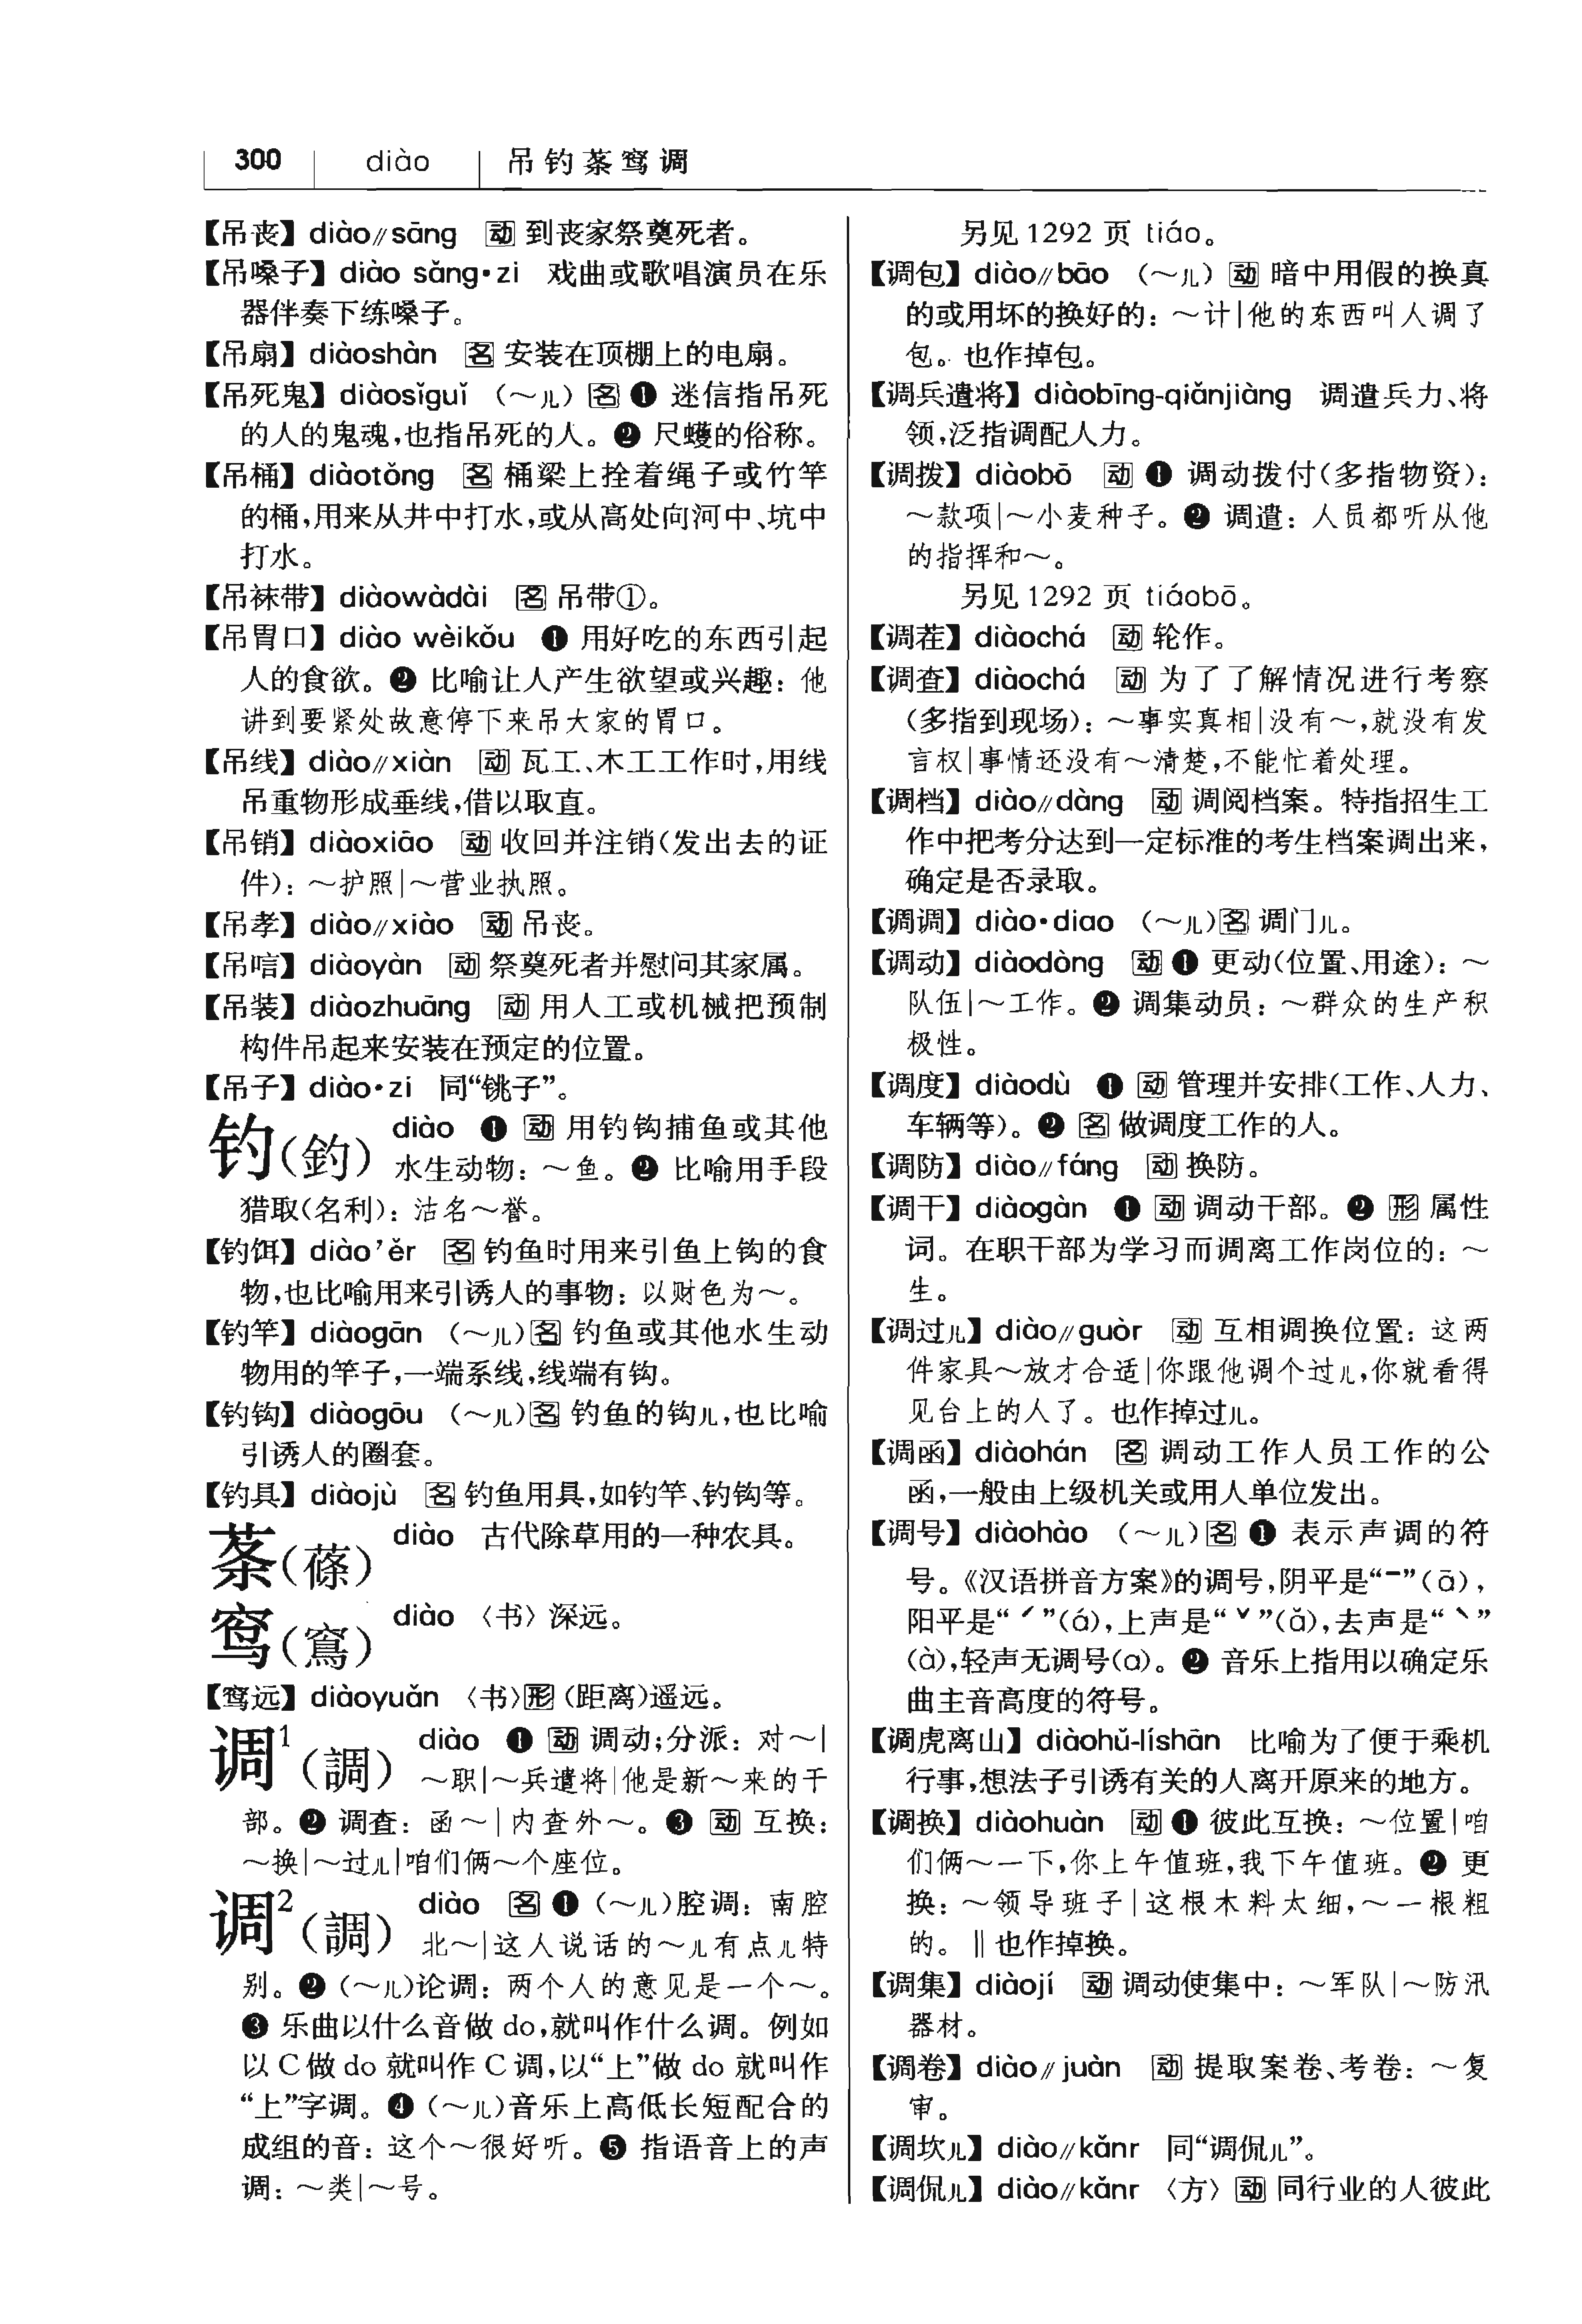 300 diào 吊钓䓧窎调
【吊丧】diào∥sāng 动 到丧家祭奠死者。
【吊嗓子】diào sǎng•zi 戏曲或歌唱演员在乐
器伴奏下练嗓子。
【吊扇】diàoshàn 名 安装在顶棚上的电扇。
【吊死鬼】diàosǐguǐ （～儿）名 ❶ 迷信指吊死
的人的鬼魂,也指吊死的人。❷ 尺蠖的俗称。
【吊桶】diàotǒng 名 桶梁上拴着绳子或竹竿
的桶,用来从井中打水,或从高处向河中、坑中
打水。
【吊袜带】diàowàdài 名 吊带①。
【吊胃口】diào wèikǒu ❶ 用好吃的东西引起
人的食欲。❷ 比喻让人产生欲望或兴趣：他
讲到要紧处故意停下来吊大家的胃口。
【吊线】diào∥xiàn 动 瓦工、木工工作时,用线
吊重物形成垂线,借以取直。
【吊销】diàoxiāo 动 收回并注销(发出去的证
件)：～护照|～营业执照。
【吊孝】diào∥xiào 动 吊丧。
【吊唁】diàoyàn 动 祭奠死者并慰问其家属。
【吊装】diàozhuāng 动 用人工或机械把预制
构件吊起来安装在预定的位置。
【吊子】diào•zi 同“铫子”。
钓(釣) diào ❶ 动 用钓钩捕鱼或其他
水生动物：～鱼。❷ 比喻用手段
猎取(名利)：沽名～誉。
【钓饵】diào’ěr 名 钓鱼时用来引鱼上钩的食
物,也比喻用来引诱人的事物：以财色为～。
【钓竿】diàogān （～儿)名 钓鱼或其他水生动
物用的竿子,一端系线,线端有钩。
【钓钩】diàogōu （～儿)名 钓鱼的钩儿,也比喻
引诱人的圈套。
【钓具】diàojù 名 钓鱼用具,如钓竿、钓钩等。
䓧(蓧) diào 古代除草用的一种农具。
窎(窵) diào 〈书〉深远。
【窎远】diàoyuǎn 〈书〉形 (距离)遥远。
调¹(調) diào ❶ 动 调动;分派：对～|
～职|～兵遣将|他是新～来的干
部。❷ 调查：函～|内查外～。❸ 动 互换：
～换|～过儿|咱们俩～个座位。
调²(調) diào 名 ❶ （～儿)腔调：南腔
北～|这人说话的～儿有点儿特
别。❷（～儿)论调：两个人的意见是一个～。
❸ 乐曲以什么音做do,就叫作什么调。例如
以C做do就叫作C调,以“上”做do就叫作
“上”字调。❹（～儿)音乐上高低长短配合的
成组的音：这个～很好听。❺ 指语音上的声
调：～类|～号。
另见1292页 tiáo。
【调包】diào∥bāo （～儿）动 暗中用假的换真
的或用坏的换好的：～计|他的东西叫人调了
包。也作掉包。
【调兵遣将】diàobīng-qiǎnjiàng 调遣兵力、将
领,泛指调配人力。
【调拨】diàobō 动 ❶ 调动拨付(多指物资)：
～款项|～小麦种子。❷ 调遣：人员都听从他
的指挥和～。
另见1292页 tiáobō。
【调茬】diàochá 动 轮作。
【调查】diàochá 动 为了了解情况进行考察
(多指到现场)：～事实真相|没有～,就没有发
言权|事情还没有～清楚,不能忙着处理。
【调档】diào∥dàng 动 调阅档案。特指招生工
作中把考分达到一定标准的考生档案调出来,
确定是否录取。
【调调】diào•diao （～儿)名 调门儿。
【调动】diàodòng 动 ❶ 更动(位置、用途)：～
队伍|～工作。❷ 调集动员：～群众的生产积
极性。
【调度】diàodù ❶ 动 管理并安排(工作、人力、
车辆等)。❷ 名 做调度工作的人。
【调防】diào∥fáng 动 换防。
【调干】diàogàn ❶ 动 调动干部。❷ 形 属性
词。在职干部为学习而调离工作岗位的：～
生。
【调过儿】diào∥guòr 动 互相调换位置：这两
件家具～放才合适|你跟他调个过儿,你就看得
见台上的人了。也作掉过儿。
【调函】diàohán 名 调动工作人员工作的公
函,一般由上级机关或用人单位发出。
【调号】diàohào （～儿)名 ❶ 表示声调的符
号。《汉语拼音方案》的调号,阴平是“ˉ”(ā),
阳平是“ˊ”(á),上声是“ˇ”(ǎ),去声是“ˋ”
(à),轻声无调号(a)。❷ 音乐上指用以确定乐
曲主音高度的符号。
【调虎离山】diàohǔ-líshān 比喻为了便于乘机
行事,想法子引诱有关的人离开原来的地方。
【调换】diàohuàn 动 ❶ 彼此互换：～位置|咱
们俩～一下,你上午值班,我下午值班。❷ 更
换：～领导班子|这根木料太细,～一根粗
的。‖也作掉换。
【调集】diàojí 动 调动使集中：～军队|～防汛
器材。
【调卷】diào∥juàn 动 提取案卷、考卷：～复
审。
【调坎儿】diào∥kǎnr 同“调侃儿”。
【调侃儿】diào∥kǎnr 〈方〉动 同行业的人彼此